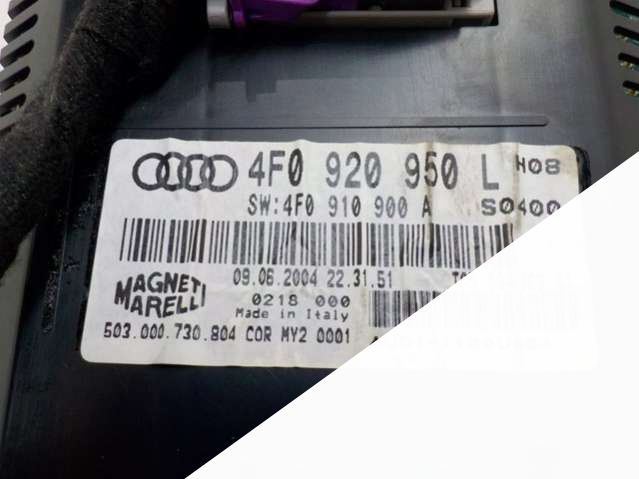 4F0 920 950 L H08
SW:4F0 910 900 A S0400
09.06.2004 22.31.51
MAGNETI MARELLI
0218 000
Made in Italy
503.000.730.804 COR MY2 0001